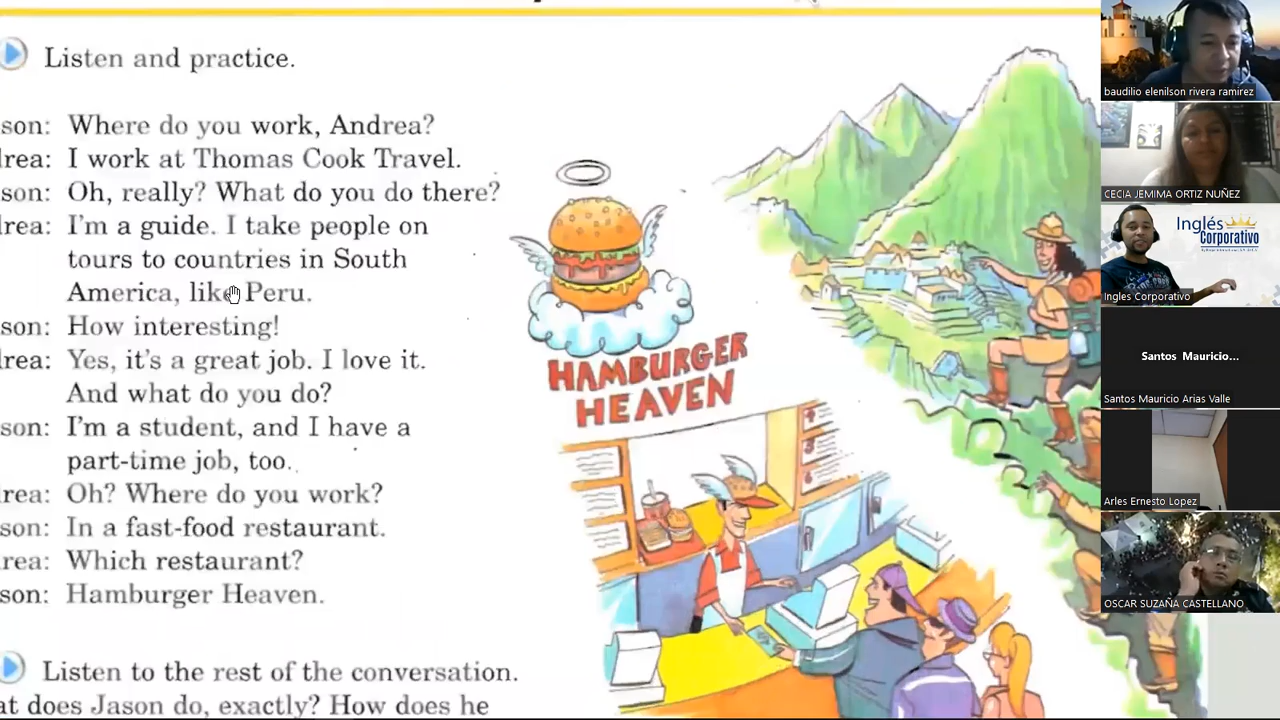 Listen and practice.
son: Where do you work, Andrea?
rea: I work at Thomas Cook Travel.
son: Oh, really? What do you do there?
rea: I'm a guide. I take people on
tours to countries in South
America, like Peru.
son: How interesting!
rea: Yes, it's a great job. I love it.
And what do you do?
son: I'm a student, and I have a
part-time job, too.
rea: Oh? Where do you work?
son: In a fast-food restaurant.
rea: Which restaurant?
son: Hamburger Heaven.
Listen to the rest of the conversation.
at does Jason do, exactly? How does he
HAMBURGER
HEAVEN
baudilio elenilson rivera ramirez
CECIA JEMIMA ORTIZ NUÑEZ
Inglés
Corporativo
Ingles Corporativo
Santos Mauricio...
Santos Mauricio Arias Valle
Arles Ernesto Lopez
OSCAR SUZAÑA CASTELLANO